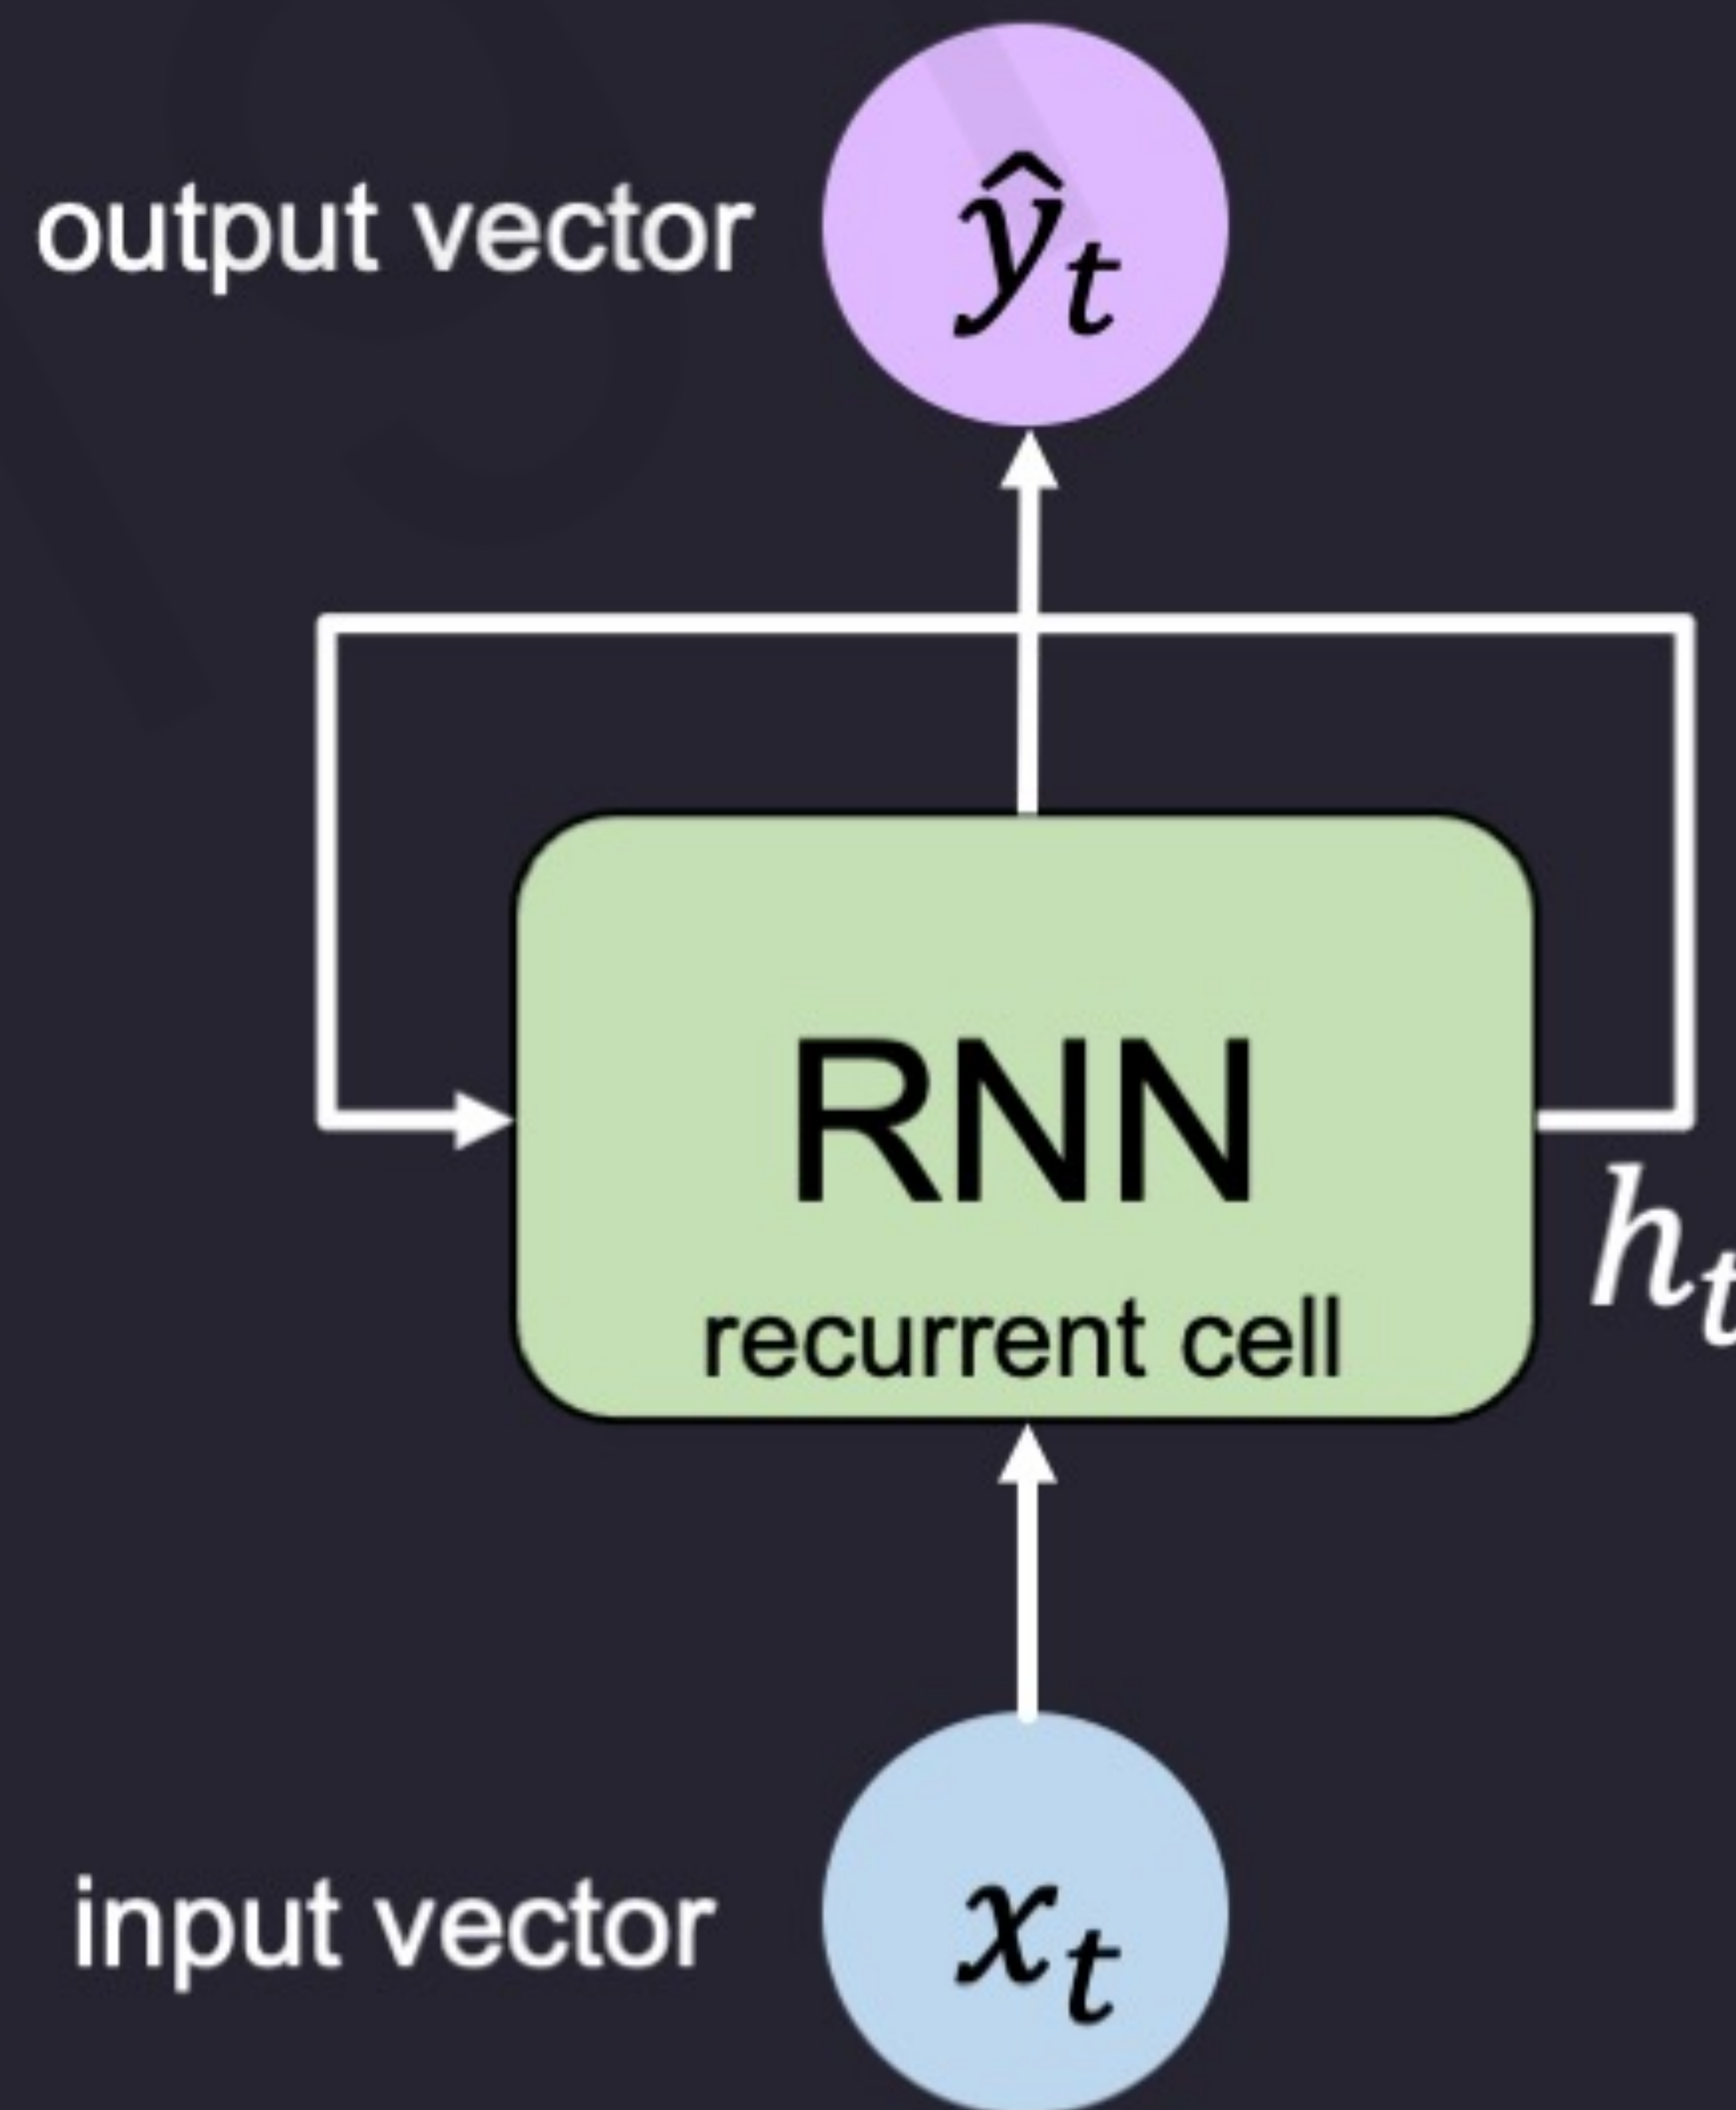 output vector
ŷₜ
RNN
hₜ
recurrent cell
input vector
xₜ